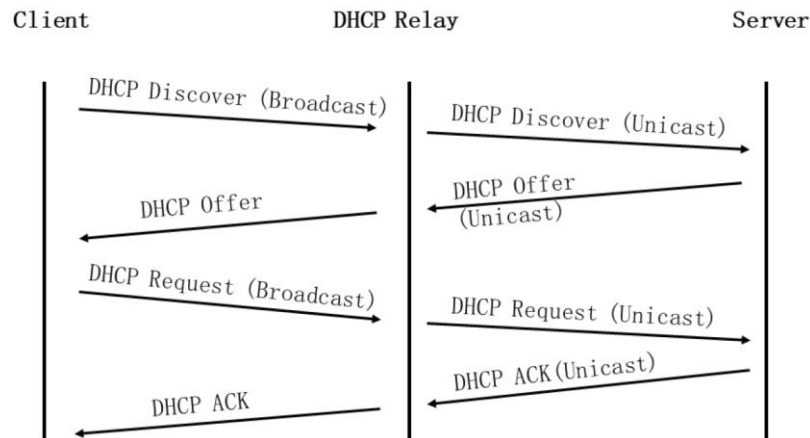 Client DHCP Relay Server
DHCP Discover (Broadcast)
DHCP Discover (Unicast)
DHCP Offer
(Unicast)
DHCP Offer
DHCP Request (Broadcast)
DHCP Request (Unicast)
DHCP ACK(Unicast)
DHCP ACK